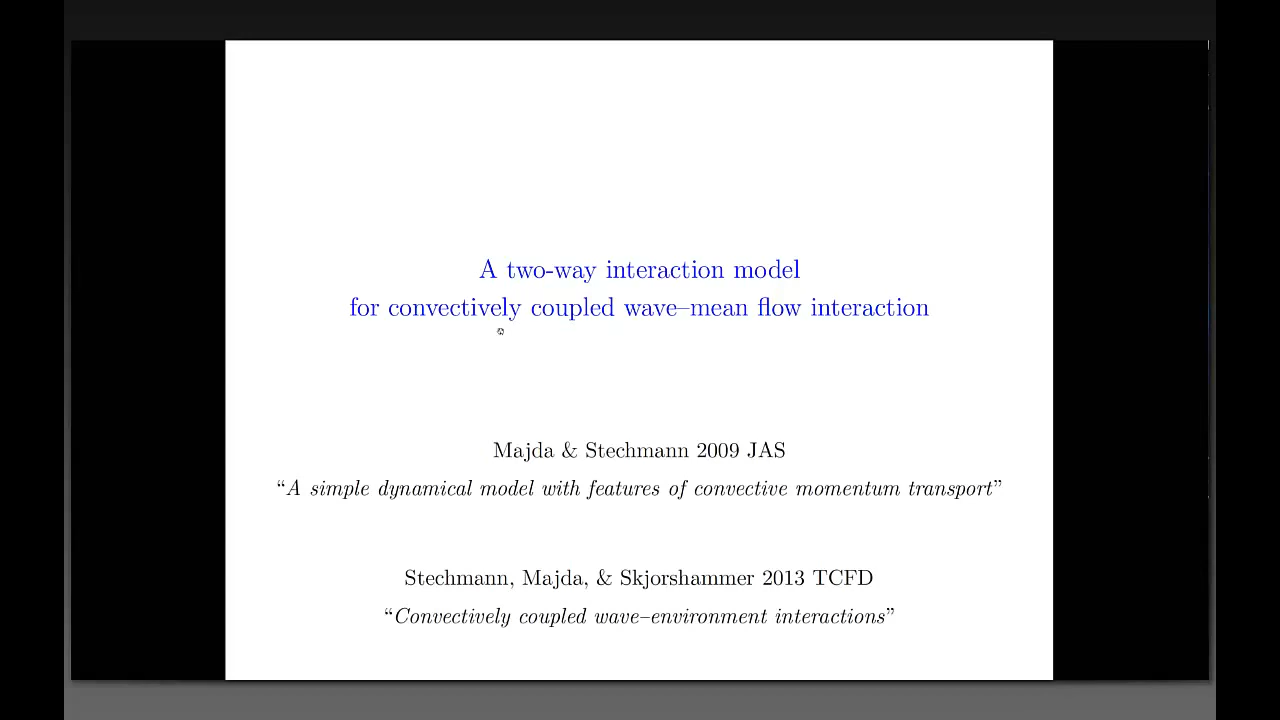 A two-way interaction model
for convectively coupled wave–mean flow interaction
Majda & Stechmann 2009 JAS
“A simple dynamical model with features of convective momentum transport”
Stechmann, Majda, & Skjorshammer 2013 TCFD
“Convectively coupled wave–environment interactions”